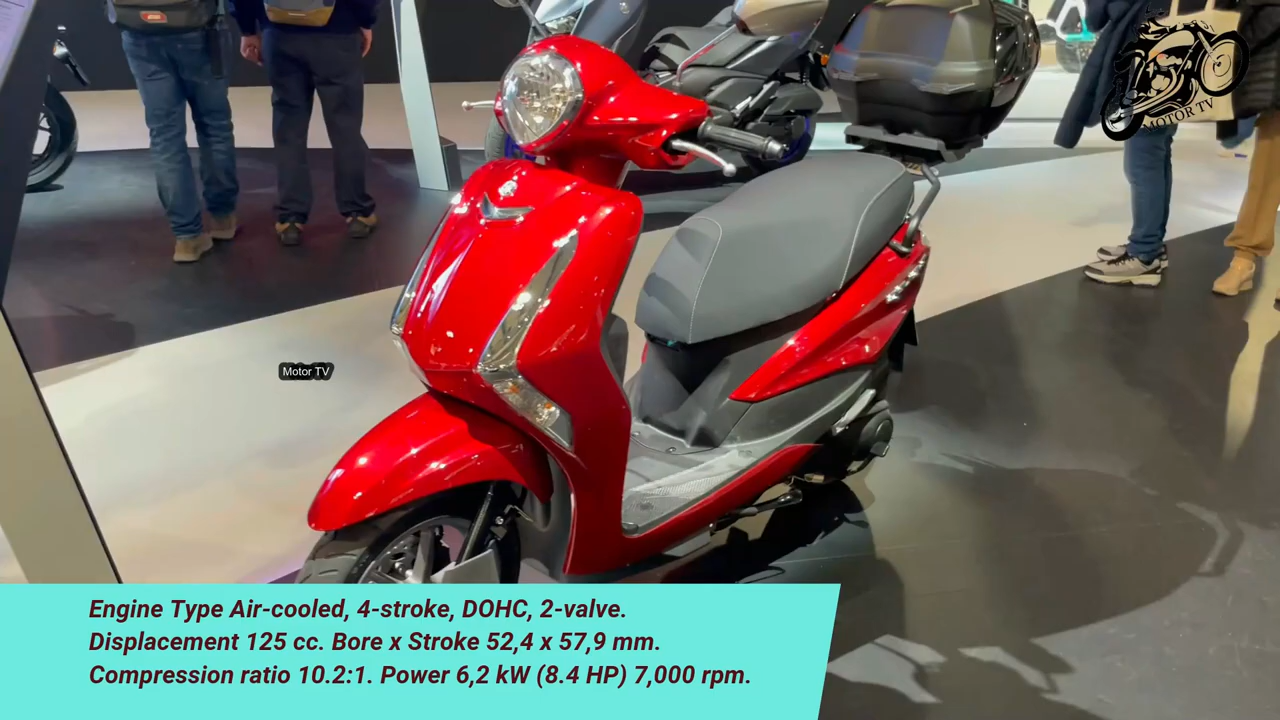 MOTOR TV
Motor TV
Engine Type Air-cooled, 4-stroke, DOHC, 2-valve.
Displacement 125 cc. Bore x Stroke 52,4 x 57,9 mm.
Compression ratio 10.2:1. Power 6,2 kW (8.4 HP) 7,000 rpm.